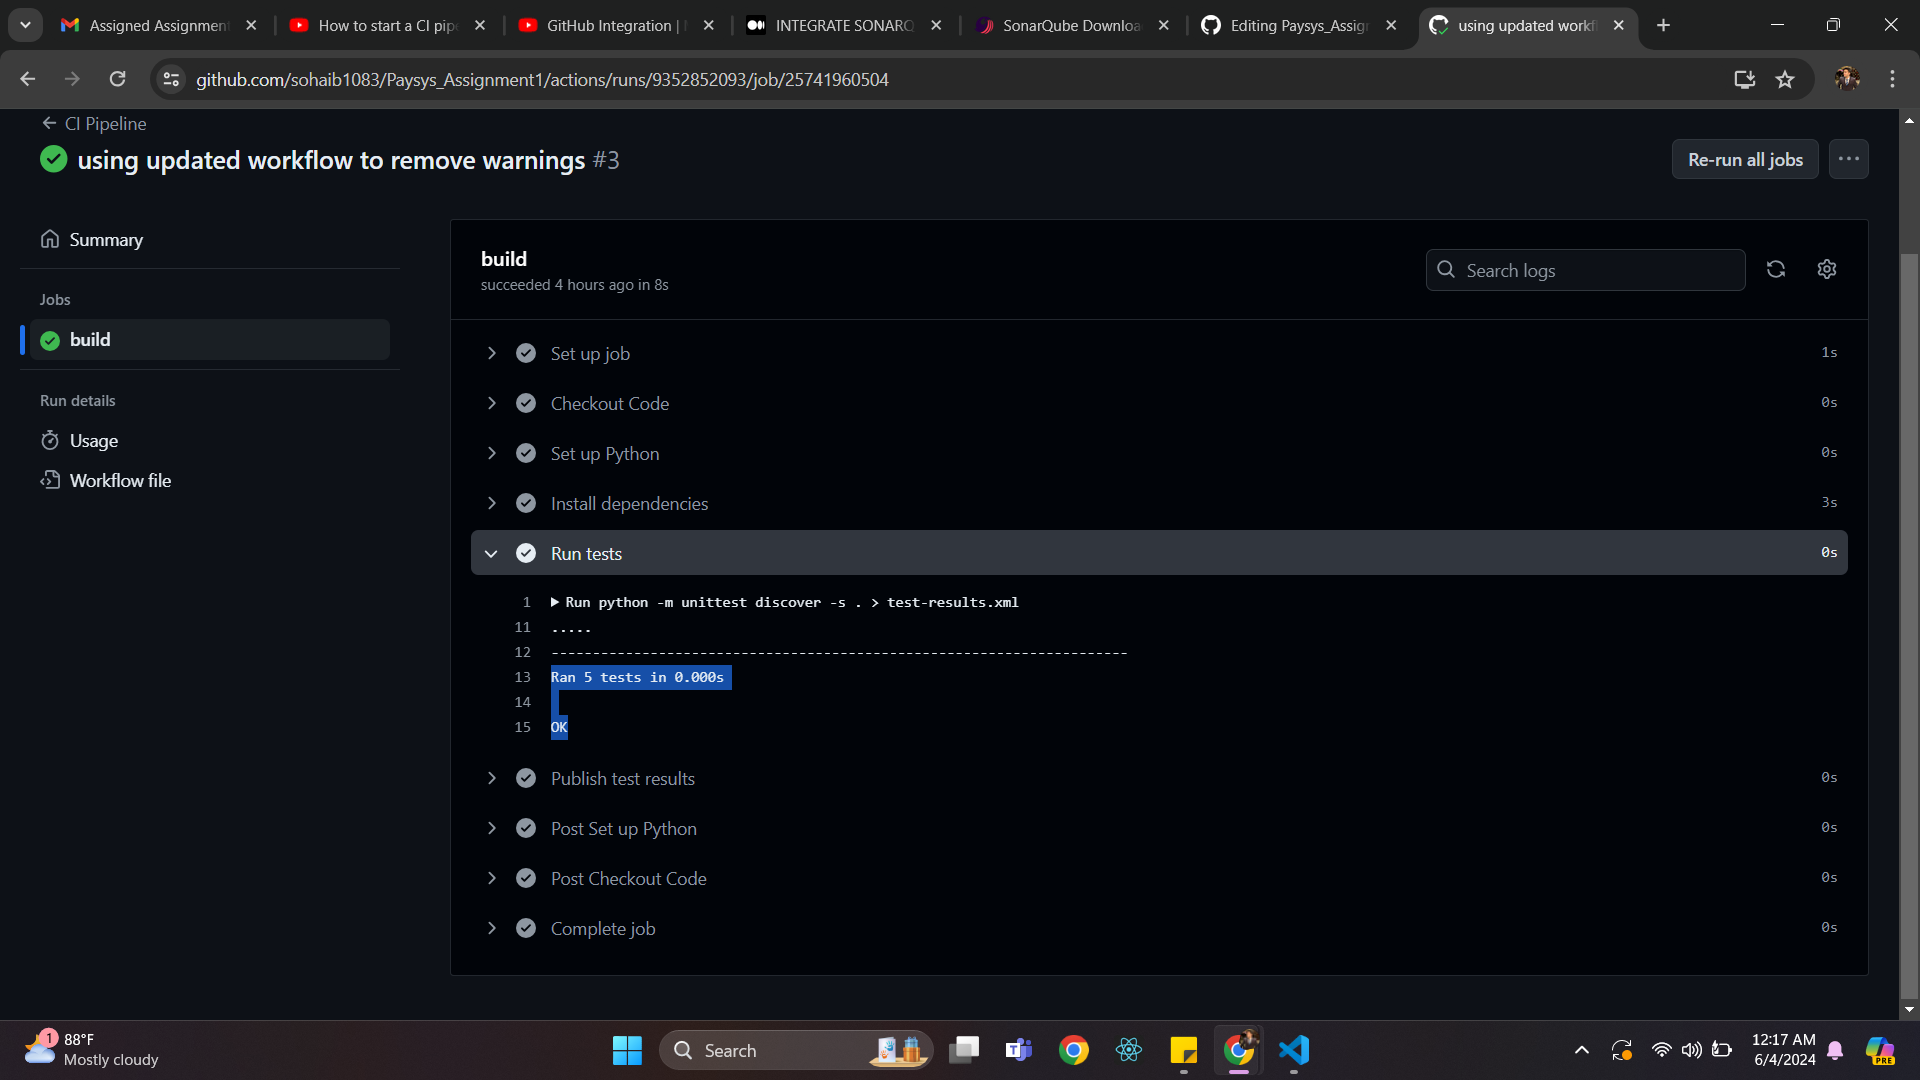 Assigned Assignment
How to start a CI pip
GitHub Integration |
INTEGRATE SONARQ
SonarQube Downloa
Editing Paysys_Assig
using updated workf
github.com/sohaib1083/Paysys_Assignment1/actions/runs/9352852093/job/25741960504
CI Pipeline
using updated workflow to remove warnings #3
Re-run all jobs
Summary
Jobs
build
Run details
Usage
Workflow file
build
succeeded 4 hours ago in 8s
Search logs
Set up job 1s
Checkout Code 0s
Set up Python 0s
Install dependencies 3s
Run tests 0s
1 Run python -m unittest discover -s . > test-results.xml
11 .....
12 ----------------------------------------------------------------------
13 Ran 5 tests in 0.000s
14
15 OK
Publish test results 0s
Post Set up Python 0s
Post Checkout Code 0s
Complete job 0s
1
88°F
Mostly cloudy
Search
12:17 AM
6/4/2024
PRE